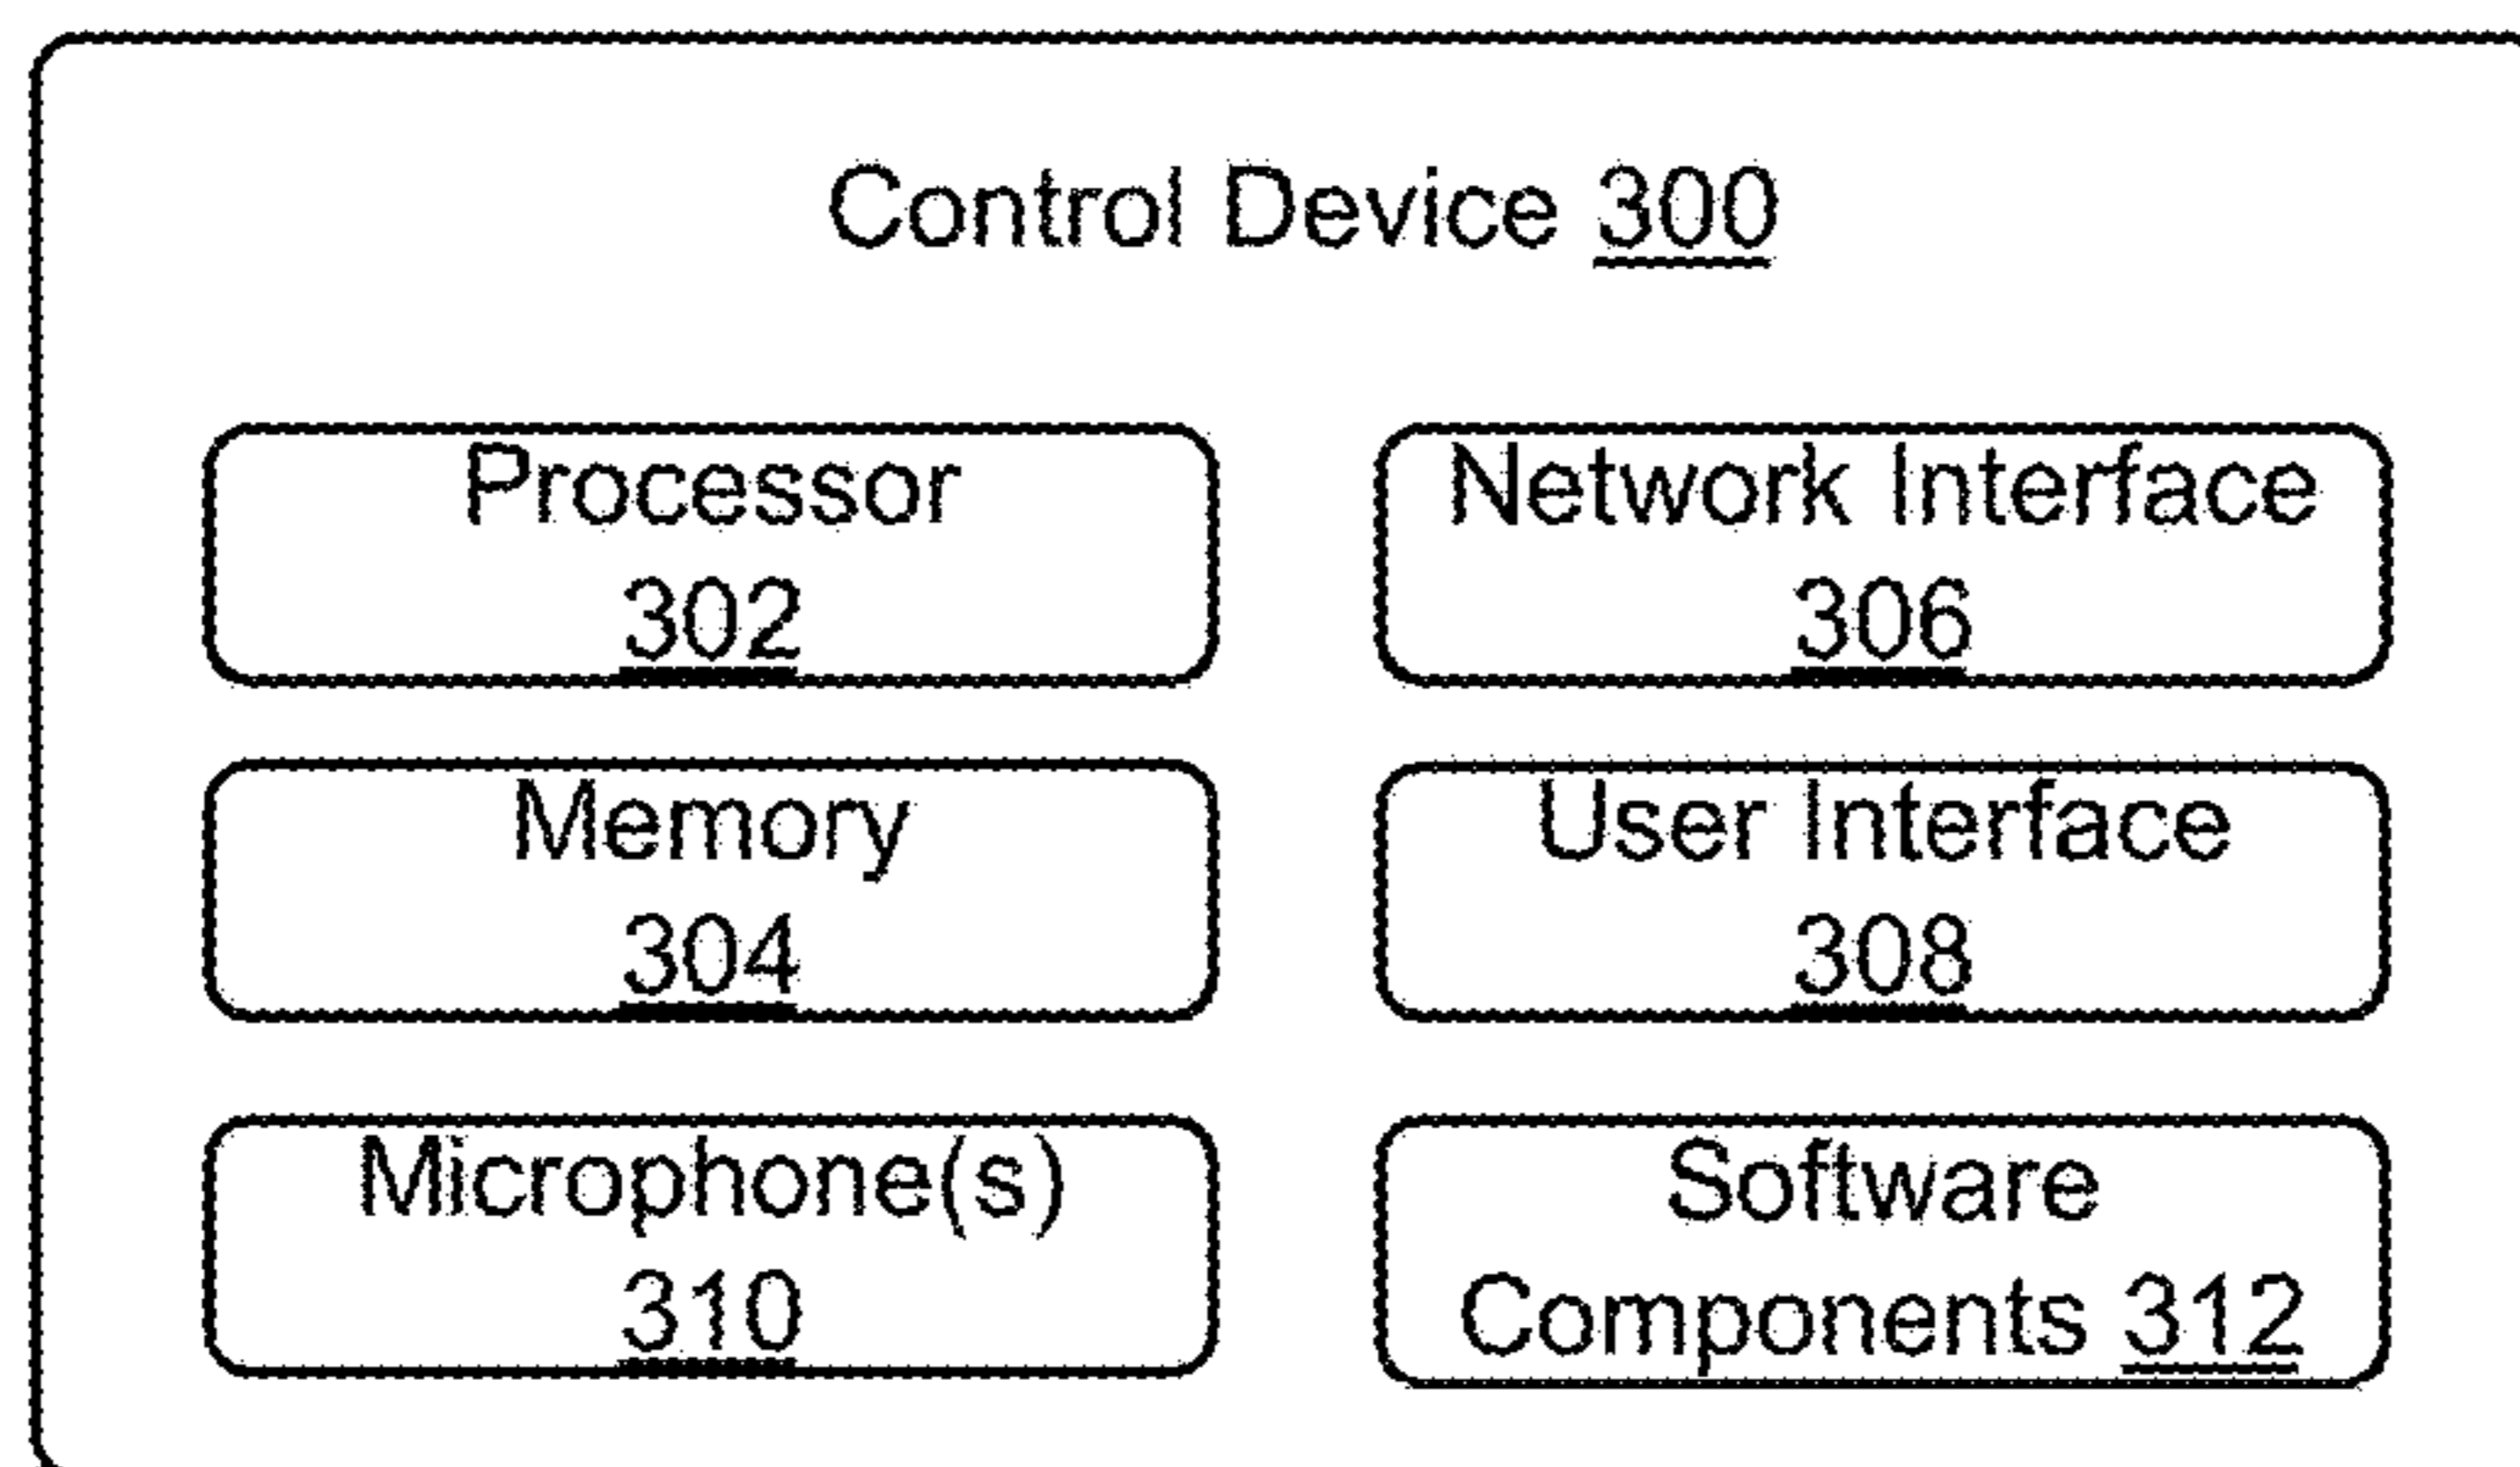 Control Device 300
Processor
302
Network Interface
306
Memory
304
User Interface
308
Microphone(s)
310
Software
Components 312